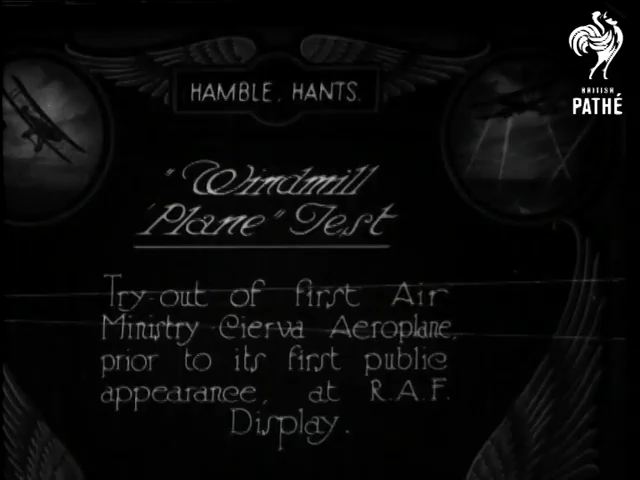 HAMBLE. HANTS.
BRITISH
PATHÉ
"Windmill
'Plane" Test
Try-out of first Air
Ministry Cierva Aeroplane,
prior to its first public
appearance, at R.A.F.
Display.